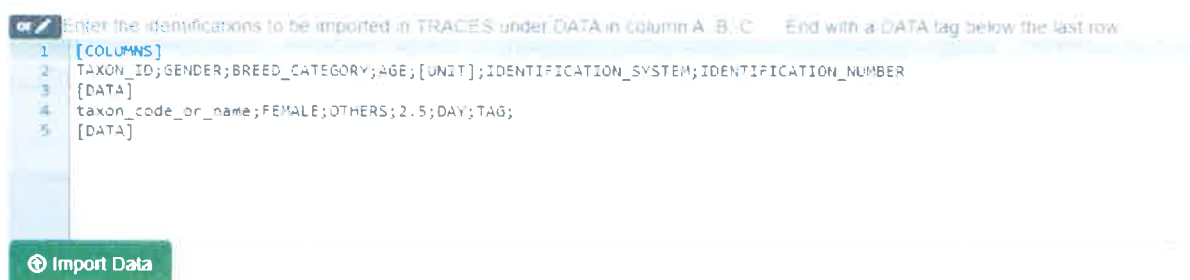 or Enter the identifications to be imported in TRACES under DATA in column A, B, C ... End with a DATA tag below the last row
1 [COLUMNS]
2 TAXON_ID;GENDER;BREED_CATEGORY;AGE;[UNIT];IDENTIFICATION_SYSTEM;IDENTIFICATION_NUMBER
3 [DATA]
4 taxon_code_or_name;FEMALE;OTHERS;2.5;DAY;TAG;
5 [DATA]
Import Data